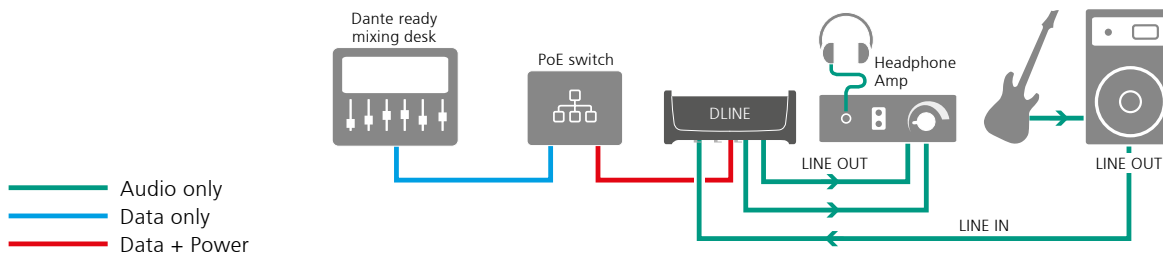 Dante ready
mixing desk
PoE switch
DLINE
Headphone
Amp
LINE OUT
LINE OUT
LINE IN
Audio only
Data only
Data + Power